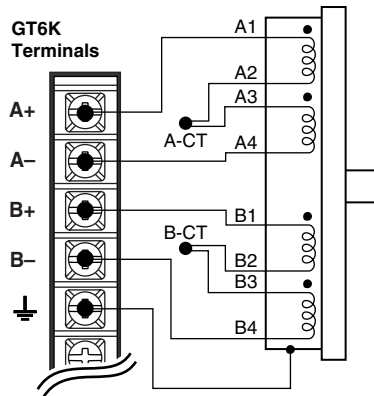 GT6K
Terminals
A1
A2
A+
A3
A-CT
A–
A4
B+
B1
B-CT
B–
B2
B3
B4